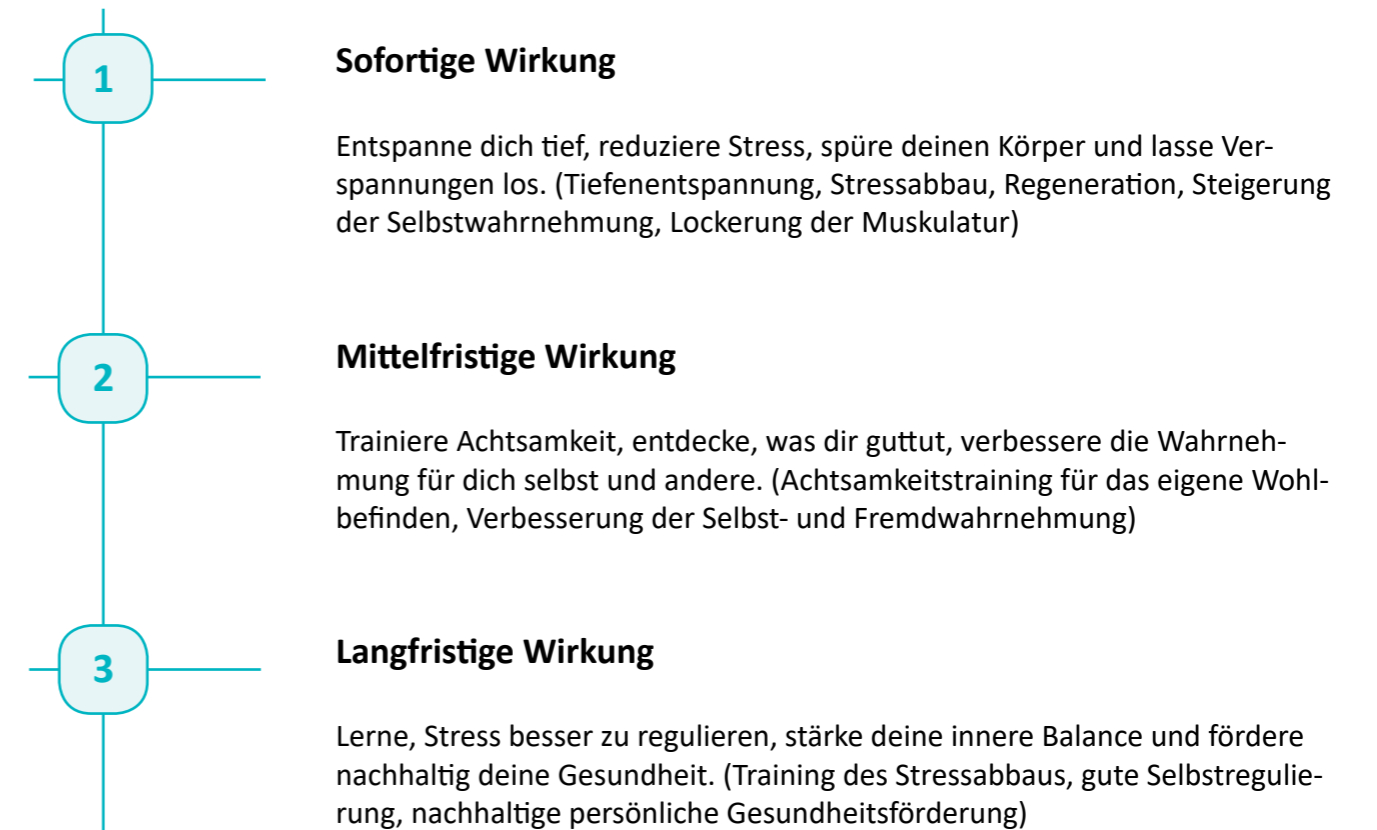 1
Sofortige Wirkung
Entspanne dich tief, reduziere Stress, spüre deinen Körper und lasse Ver-
spannungen los. (Tiefenentspannung, Stressabbau, Regeneration, Steigerung
der Selbstwahrnehmung, Lockerung der Muskulatur)
2
Mittelfristige Wirkung
Trainiere Achtsamkeit, entdecke, was dir guttut, verbessere die Wahrneh-
mung für dich selbst und andere. (Achtsamkeitstraining für das eigene Wohl-
befinden, Verbesserung der Selbst- und Fremdwahrnehmung)
3
Langfristige Wirkung
Lerne, Stress besser zu regulieren, stärke deine innere Balance und fördere
nachhaltig deine Gesundheit. (Training des Stressabbaus, gute Selbstregulie-
rung, nachhaltige persönliche Gesundheitsförderung)